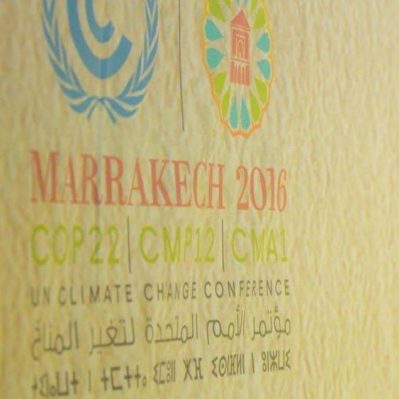 MARRAKECH 2016
COP22 | CMP12 | CMA1
UN CLIMATE CHANGE CONFERENCE
مؤتمر الأمم المتحدة لتغير المناخ